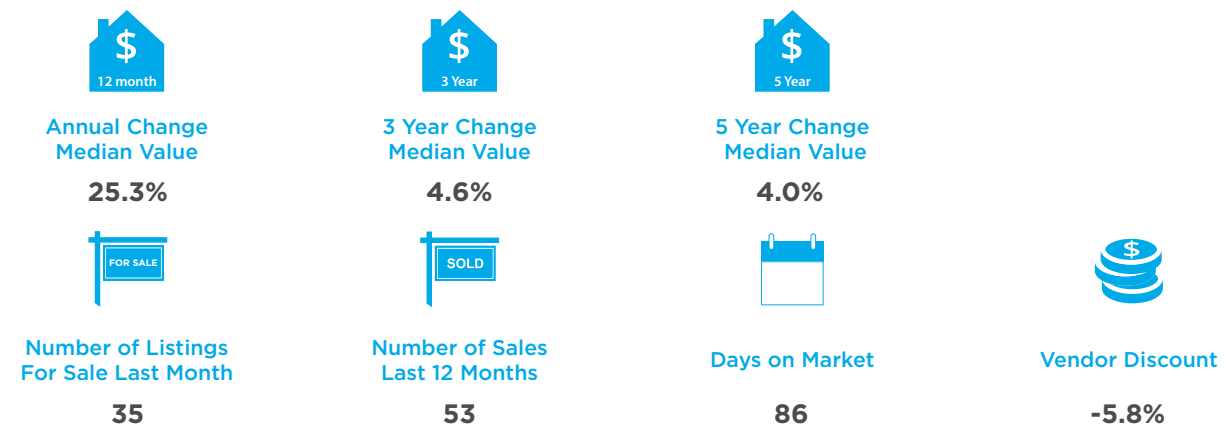 $
12 month
$
3 Year
$
5 Year
Annual Change
Median Value
3 Year Change
Median Value
5 Year Change
Median Value
25.3%
4.6%
4.0%
FOR SALE
SOLD
$
Number of Listings
For Sale Last Month
Number of Sales
Last 12 Months
Days on Market
Vendor Discount
35
53
86
-5.8%